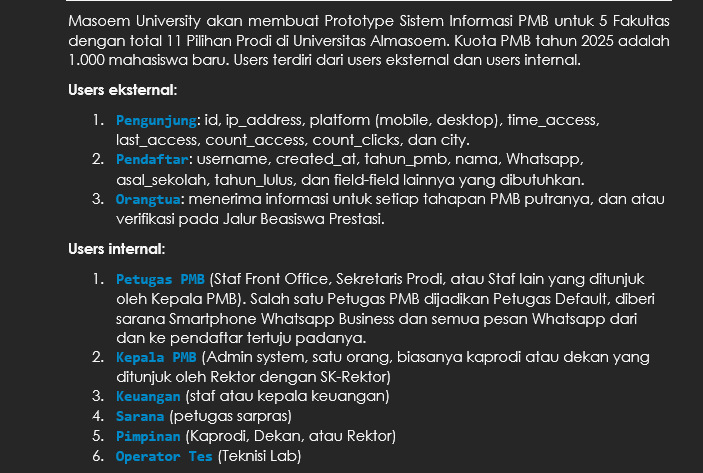 Masoem University akan membuat Prototype Sistem Informasi PMB untuk 5 Fakultas
dengan total 11 Pilihan Prodi di Universitas Almasoem. Kuota PMB tahun 2025 adalah
1.000 mahasiswa baru. Users terdiri dari users eksternal dan users internal.
Users eksternal:
1. Pengunjung: id, ip_address, platform (mobile, desktop), time_access,
last_access, count_access, count_clicks, dan city.
2. Pendaftar: username, created_at, tahun_pmb, nama, Whatsapp,
asal_sekolah, tahun_lulus, dan field-field lainnya yang dibutuhkan.
3. Orangtua: menerima informasi untuk setiap tahapan PMB putranya, dan atau
verifikasi pada Jalur Beasiswa Prestasi.
Users internal:
1. Petugas PMB (Staf Front Office, Sekretaris Prodi, atau Staf lain yang ditunjuk
oleh Kepala PMB). Salah satu Petugas PMB dijadikan Petugas Default, diberi
sarana Smartphone Whatsapp Business dan semua pesan Whatsapp dari
dan ke pendaftar tertuju padanya.
2. Kepala PMB (Admin system, satu orang, biasanya kaprodi atau dekan yang
ditunjuk oleh Rektor dengan SK-Rektor)
3. Keuangan (staf atau kepala keuangan)
4. Sarana (petugas sarpras)
5. Pimpinan (Kaprodi, Dekan, atau Rektor)
6. Operator Tes (Teknisi Lab)